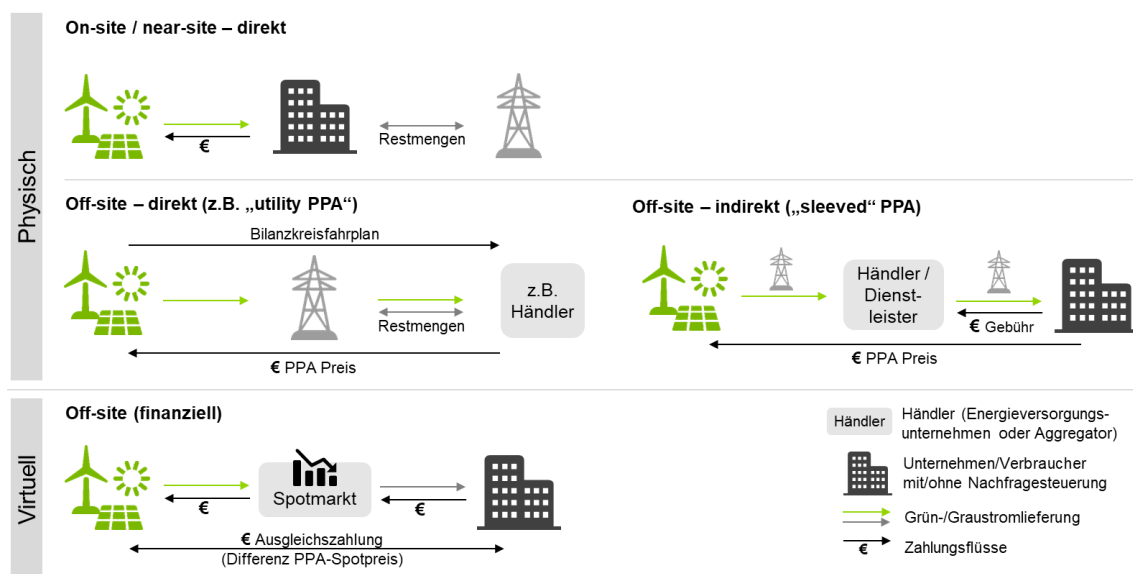 Physisch
On-site / near-site – direkt
€
Restmengen
Off-site – direkt (z.B. „utility PPA“)
Bilanzkreisfahrplan
z.B.
Händler
Restmengen
€ PPA Preis
Off-site – indirekt („sleeved“ PPA)
Händler /
Dienst-
leister
€ Gebühr
€ PPA Preis
Virtuell
Off-site (finanziell)
Spotmarkt
€
€
€ Ausgleichszahlung
(Differenz PPA-Spotpreis)
Händler
Händler (Energieversorgungs-
unternehmen oder Aggregator)
Unternehmen/Verbraucher
mit/ohne Nachfragesteuerung
Grün-/Graustromlieferung
€
Zahlungsflüsse